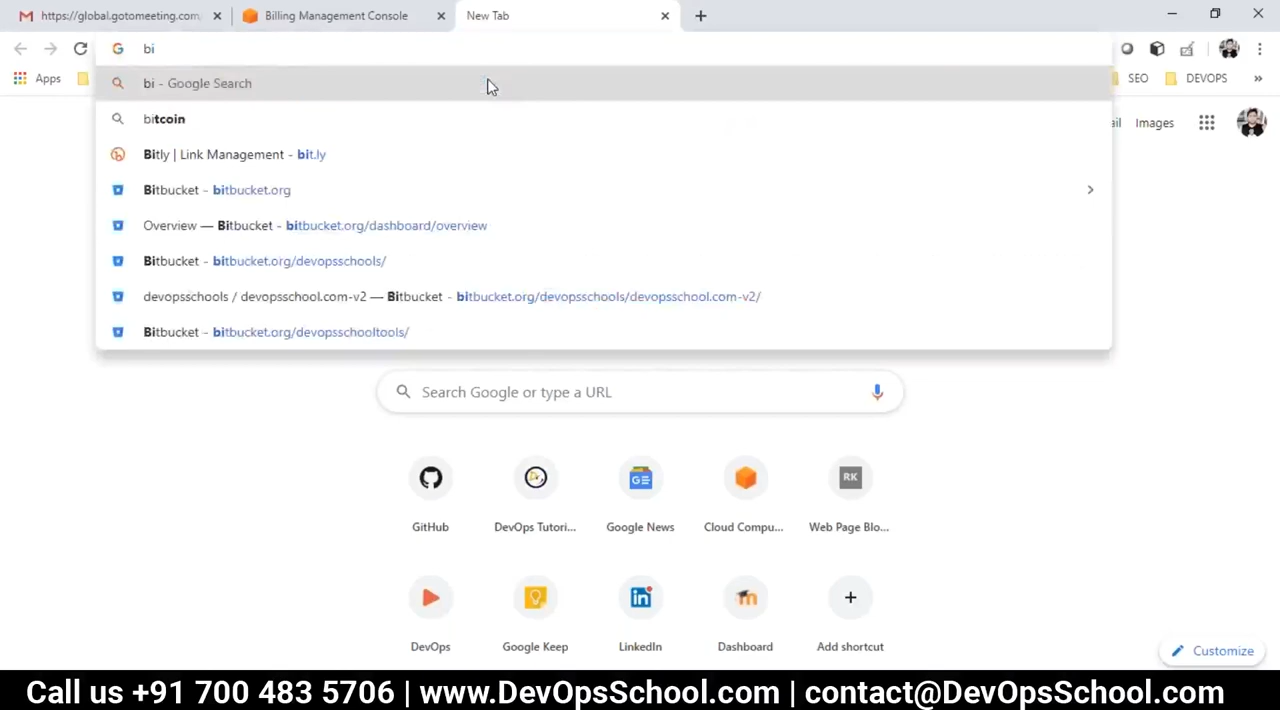 https://global.gotomeeting.com
Billing Management Console
New Tab
bi
Apps
SEO
DEVOPS
»
bi - Google Search
bitcoin
Bitly | Link Management - bit.ly
Bitbucket - bitbucket.org
Overview — Bitbucket - bitbucket.org/dashboard/overview
Bitbucket - bitbucket.org/devopsschools/
devopsschools / devopsschool.com-v2 — Bitbucket - bitbucket.org/devopsschools/devopsschool.com-v2/
Bitbucket - bitbucket.org/devopsschooltools/
ail Images
Search Google or type a URL
GE
RK
GitHub
DevOps Tutori...
Google News
Cloud Compu...
Web Page Blo...
DevOps
Google Keep
LinkedIn
Dashboard
Add shortcut
Customize
Call us +91 700 483 5706 | www.DevOpsSchool.com | contact@DevOpsSchool.com